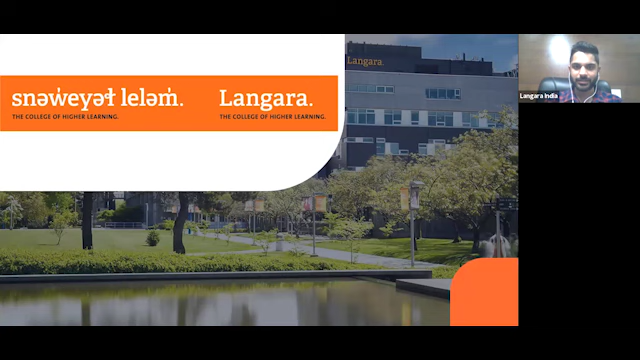 snəw̓eyəɬ leləm̓.
THE COLLEGE OF HIGHER LEARNING.
Langara.
THE COLLEGE OF HIGHER LEARNING.
Langara.
Langara India